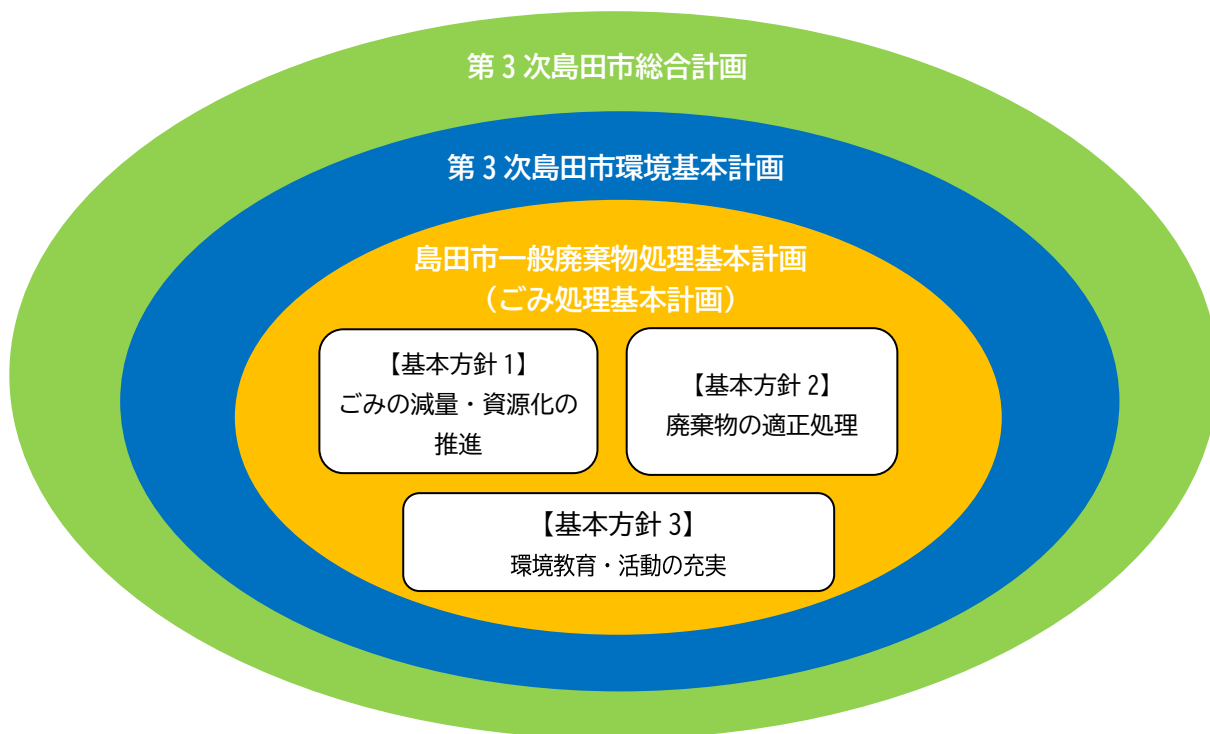 第3次島田市総合計画
第3次島田市環境基本計画
島田市一般廃棄物処理基本計画
（ごみ処理基本計画）
【基本方針1】
ごみの減量・資源化の
推進
【基本方針2】
廃棄物の適正処理
【基本方針3】
環境教育・活動の充実